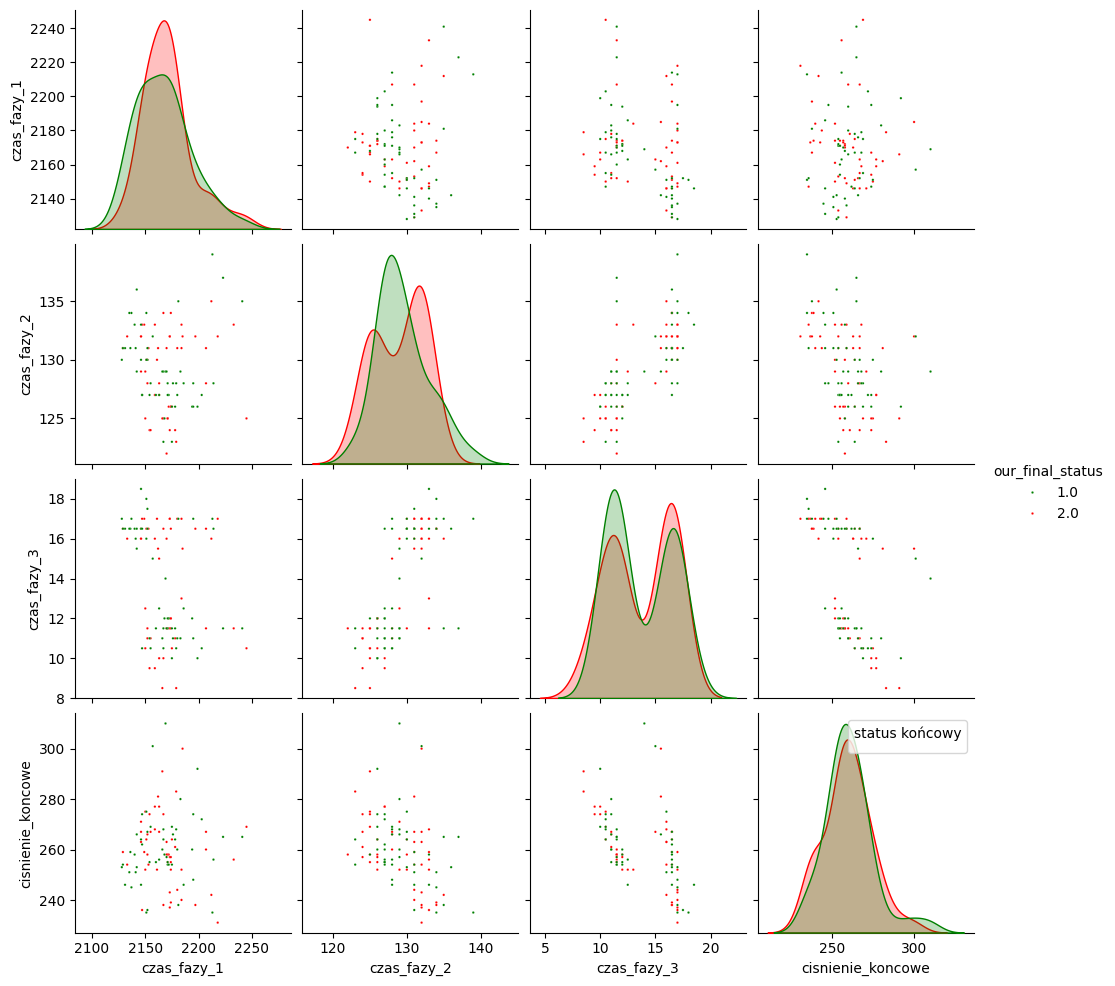 2240
2220
2200
2180
2160
2140
czas_fazy_1
135
130
125
czas_fazy_2
our_final_status
1.0
2.0
18
16
14
12
10
8
czas_fazy_3
status końcowy
300
280
260
240
cisnienie_koncowe
2100 2150 2200 2250
120 130 140
5 10 15 20
250 300
czas_fazy_1
czas_fazy_2
czas_fazy_3
cisnienie_koncowe